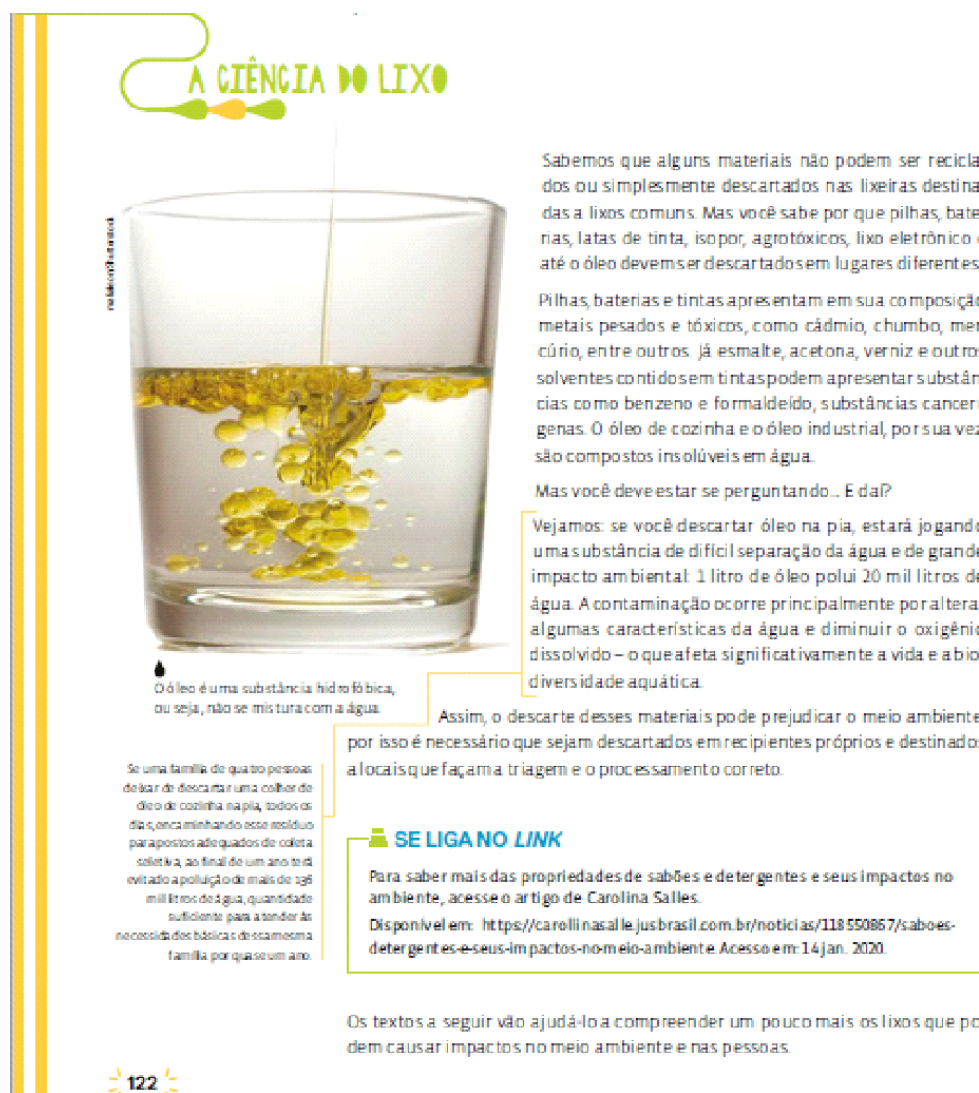 A CIÊNCIA DO LIXO
Sabemos que alguns materiais não podem ser recicla
dos ou simplesmente descartados nas lixeiras destina
das a lixos comuns. Mas você sabe por que pilhas, bate
rias, latas de tinta, isopor, agrotóxicos, lixo eletrônico
até o óleo devem ser descartados em lugares diferentes
Pilhas, baterias e tintas apresentam em sua composição
metais pesados e tóxicos, como cádmio, chumbo, mer
cúrio, entre outros. Já esmalte, acetona, verniz e outros
solventes contidos em tintas podem apresentar substân
cias como benzeno e formaldeído, substâncias cancerí
genas. O óleo de cozinha e o óleo industrial, por sua vez
são compostos insolúveis em água.
Mas você deve estar se perguntando... E daí?
Vejamos: se você descartar óleo na pia, estará jogando
uma substância de difícil separação da água e de grande
impacto ambiental: 1 litro de óleo polui 20 mil litros de
água. A contaminação ocorre principalmente por altera
algumas características da água e diminuir o oxigênio
dissolvido – o que afeta significativamente a vida e a bio
diversidade aquática.
O óleo é uma substância hidrofóbica,
ou seja, não se mistura com a água.
Assim, o descarte desses materiais pode prejudicar o meio ambiente
por isso é necessário que sejam descartados em recipientes próprios e destinados
a locais que façam a triagem e o processamento correto.
Se uma família de quatro pessoas
deixar de descartar uma colher de
óleo de cozinha na pia, todos os
dias, encaminhando esse resíduo
para postos adequados de coleta
seletiva, ao final de um ano terá
evitado a poluição de mais de 136
mil litros de água, quantidade
suficiente para atender às
necessidades básicas dessa mesma
família por quase um ano.
SE LIGA NO LINK
Para saber mais das propriedades de sabões e detergentes e seus impactos no
ambiente, acesse o artigo de Carolina Salles.
Disponível em: https://carollinasalle.jusbrasil.com.br/noticias/118550867/saboes-
detergentes-e-seus-impactos-no-meio-ambiente. Acesso em: 14 jan. 2020.
Os textos a seguir vão ajudá-lo a compreender um pouco mais os lixos que po
dem causar impactos no meio ambiente e nas pessoas.
122